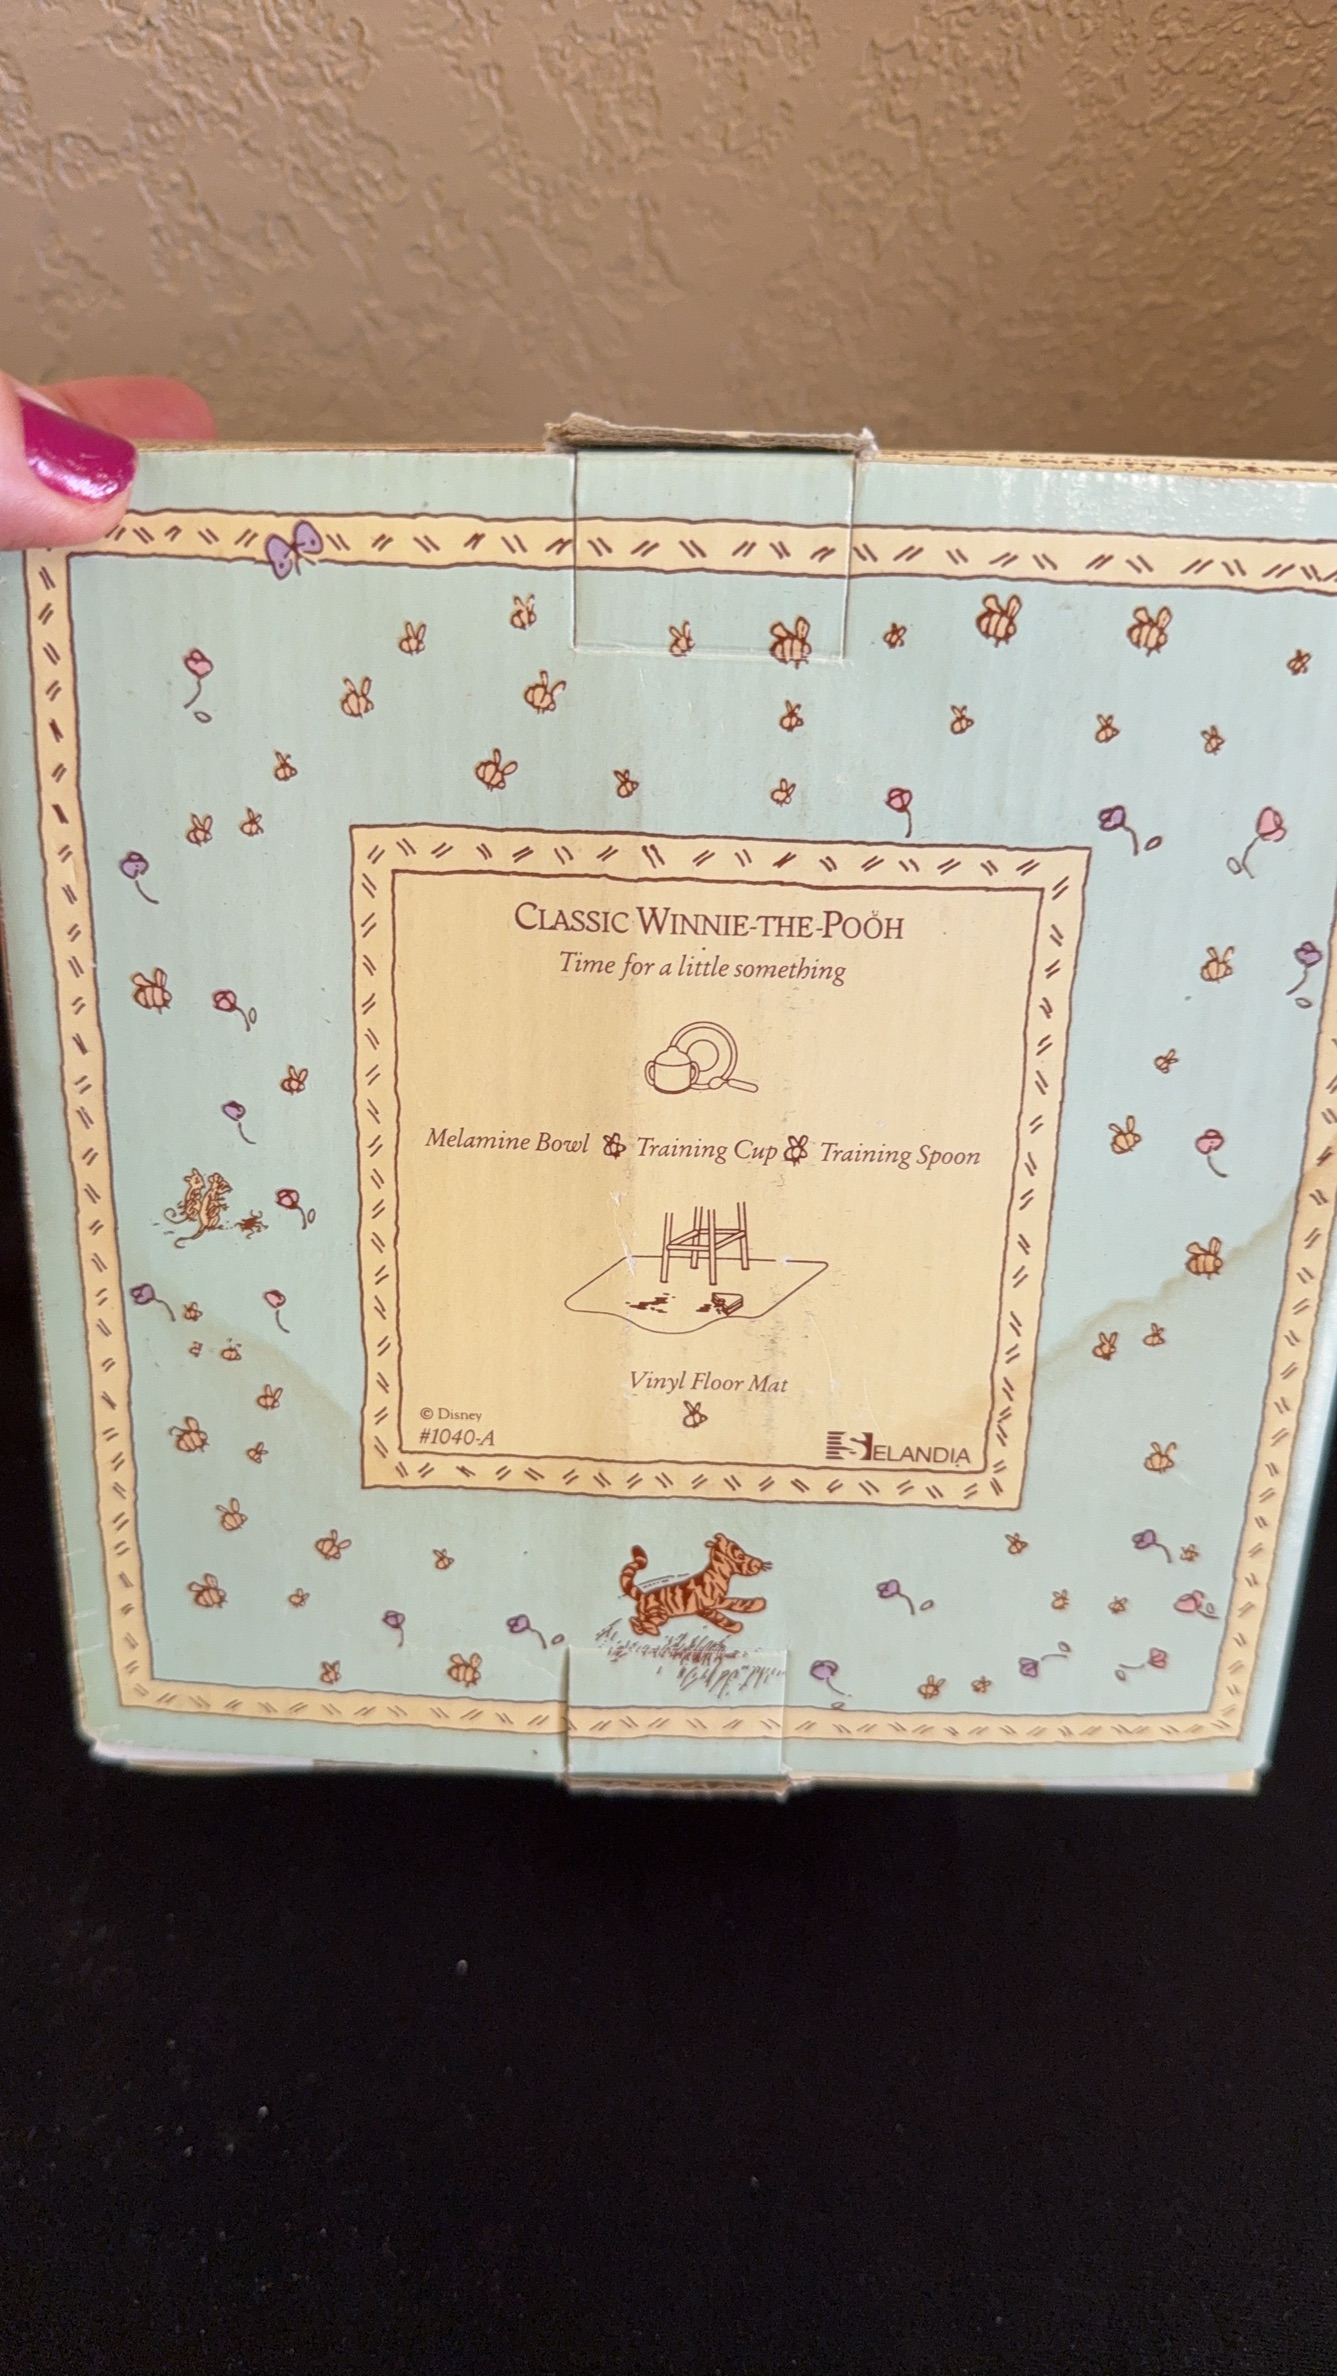 CLASSIC WINNIE-THE-POOH
Time for a little something
Melamine Bowl Training Cup Training Spoon
Vinyl Floor Mat
© Disney
#1040-A
SELANDIA